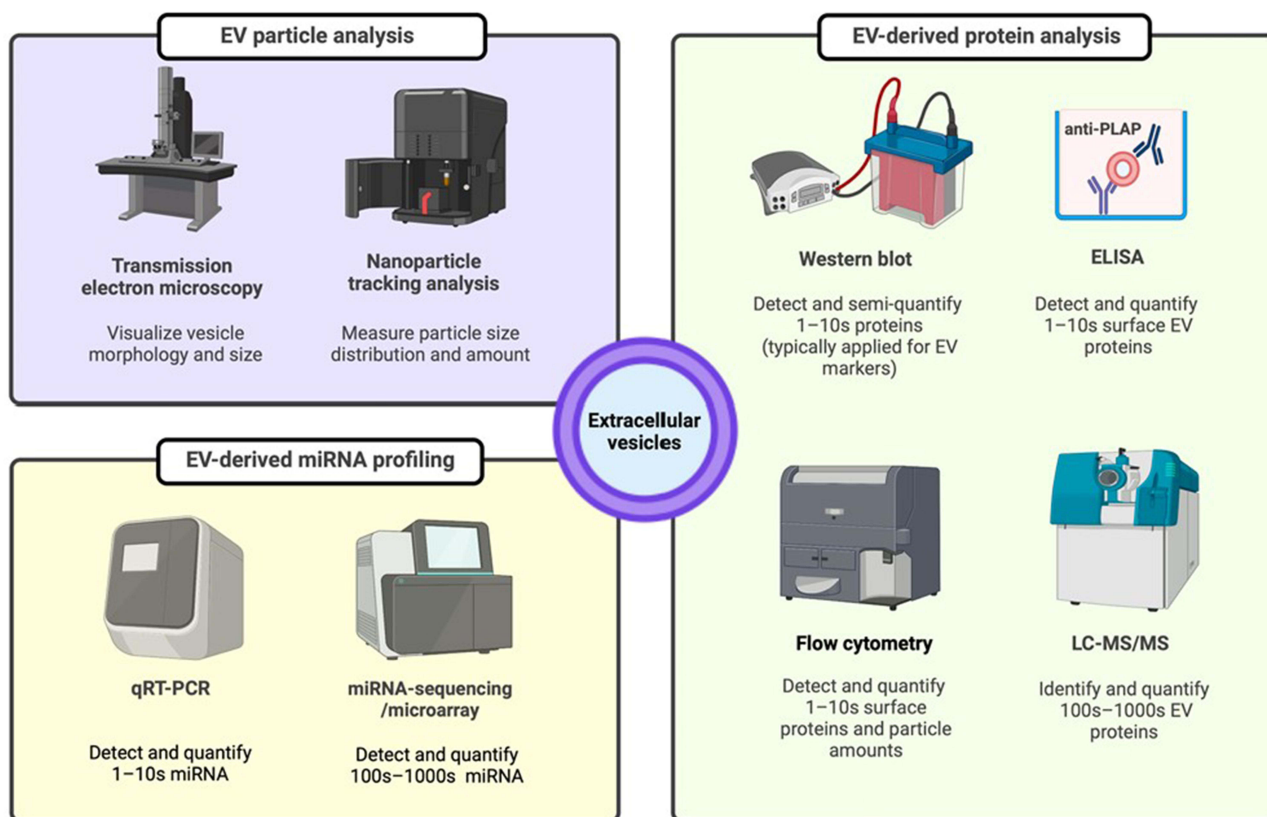 EV particle analysis
Transmission
electron microscopy
Visualize vesicle
morphology and size
Nanoparticle
tracking analysis
Measure particle size
distribution and amount
EV-derived protein analysis
Western blot
Detect and semi-quantify
1–10s proteins
(typically applied for EV
markers)
anti-PLAP
ELISA
Detect and quantify
1–10s surface EV
proteins
Extracellular
vesicles
EV-derived miRNA profiling
qRT-PCR
Detect and quantify
1–10s miRNA
miRNA-sequencing
/microarray
Detect and quantify
100s–1000s miRNA
Flow cytometry
Detect and quantify
1–10s surface
proteins and particle
amounts
LC-MS/MS
Identify and quantify
100s–1000s EV
proteins